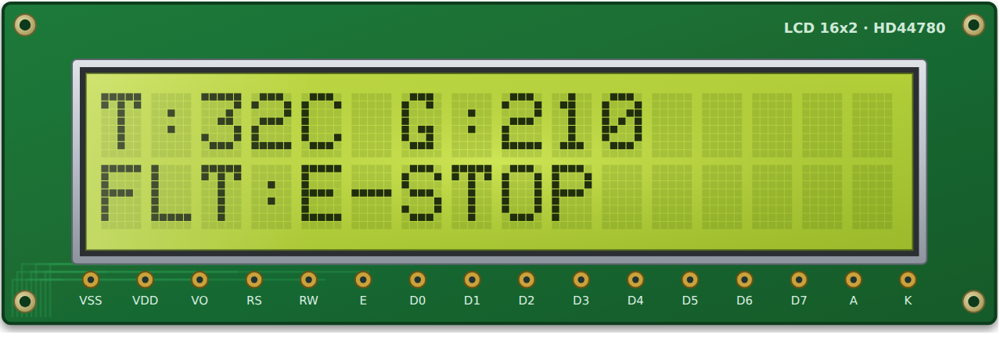 LCD 16x2 · HD44780
T:32C G:210
FLT:E-STOP
VSS VDD VO RS RW E D0 D1 D2 D3 D4 D5 D6 D7 A K